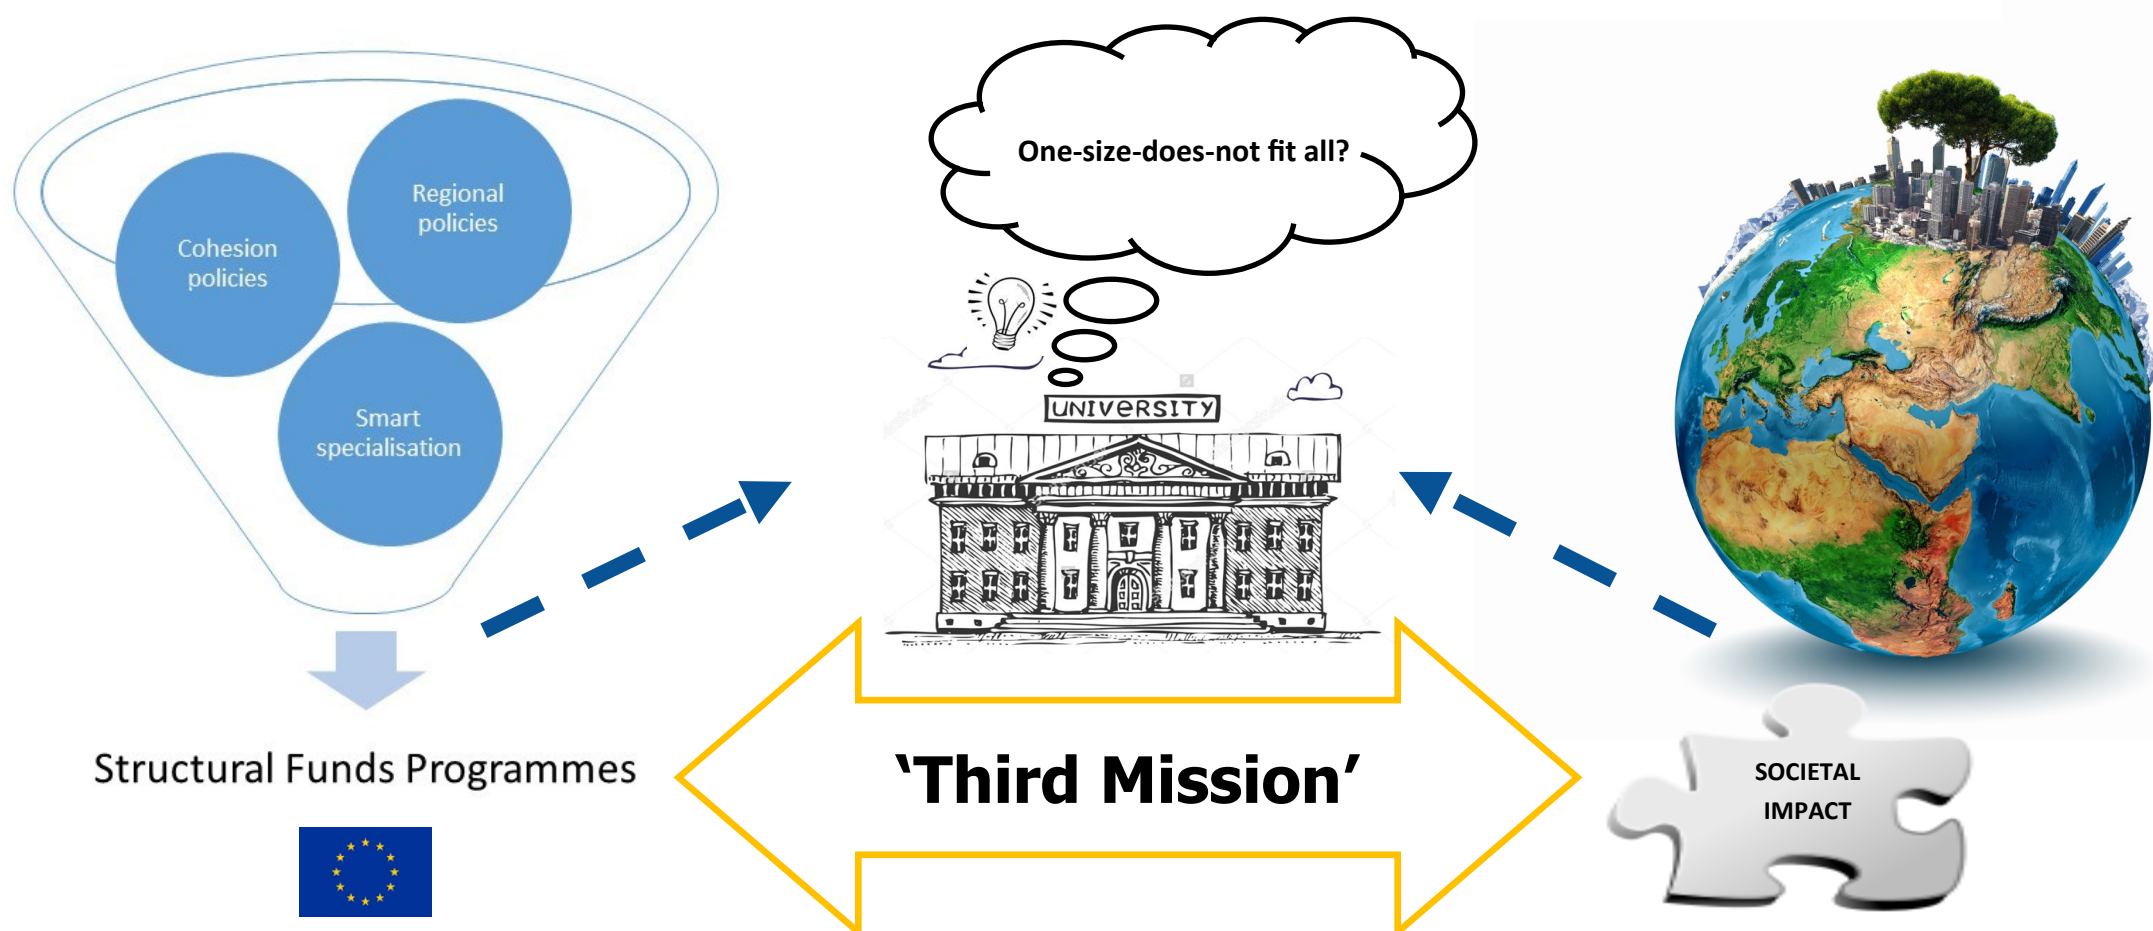 Regional
policies
Cohesion
policies
Smart
specialisation
Structural Funds Programmes
One-size-does-not fit all?
UNIVERSITY
'Third Mission'
SOCIETAL
IMPACT